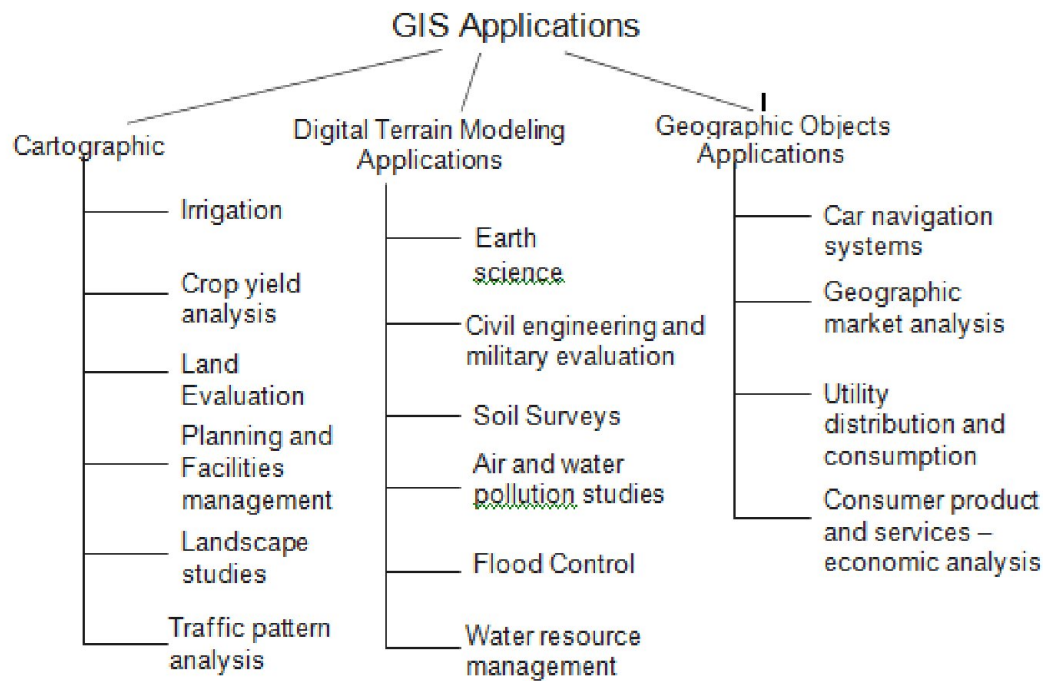 GIS Applications
Cartographic
Irrigation
Crop yield
analysis
Land
Evaluation
Planning and
Facilities
management
Landscape
studies
Traffic pattern
analysis
Digital Terrain Modeling
Applications
Earth
science
Civil engineering and
military evaluation
Soil Surveys
Air and water
pollution studies
Flood Control
Water resource
management
Geographic Objects
Applications
Car navigation
systems
Geographic
market analysis
Utility
distribution and
consumption
Consumer product
and services –
economic analysis